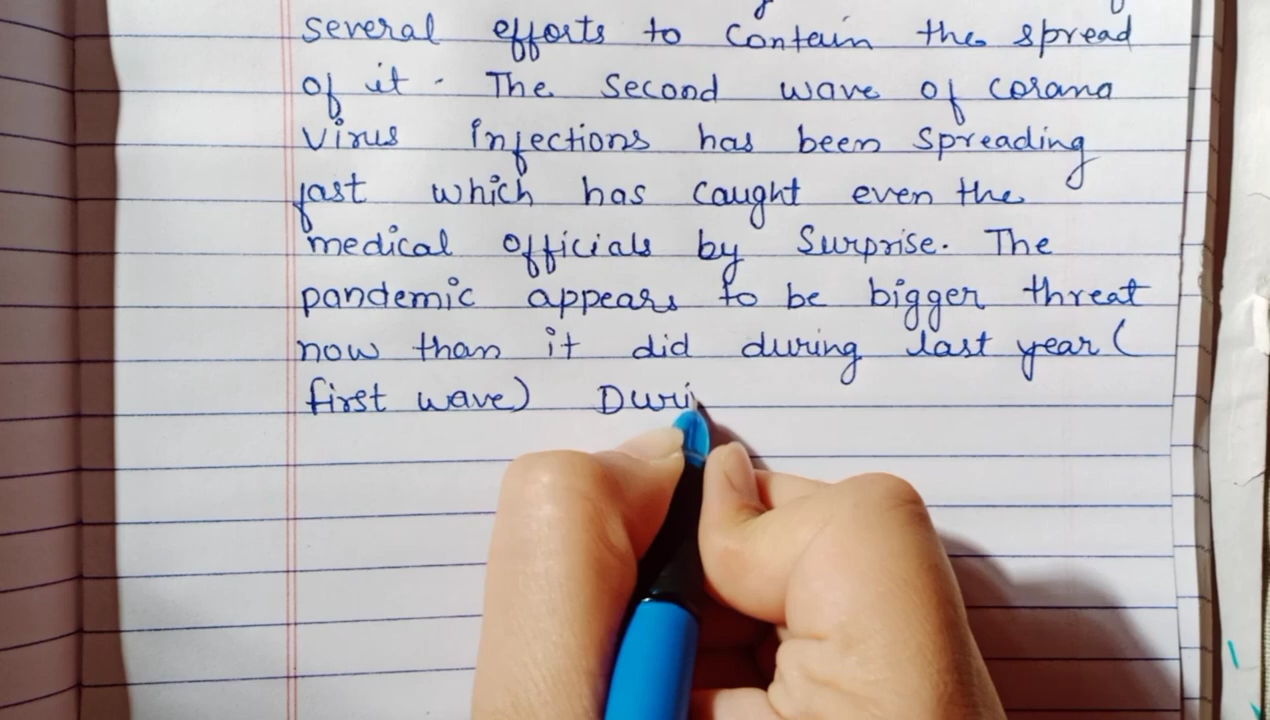 several efforts to contain the spread
of it. The second wave of corana
virus infections has been spreading
fast which has caught even the
medical officials by surprise. The
pandemic appears to be bigger threat
now than it did during last year (
first wave) Duri